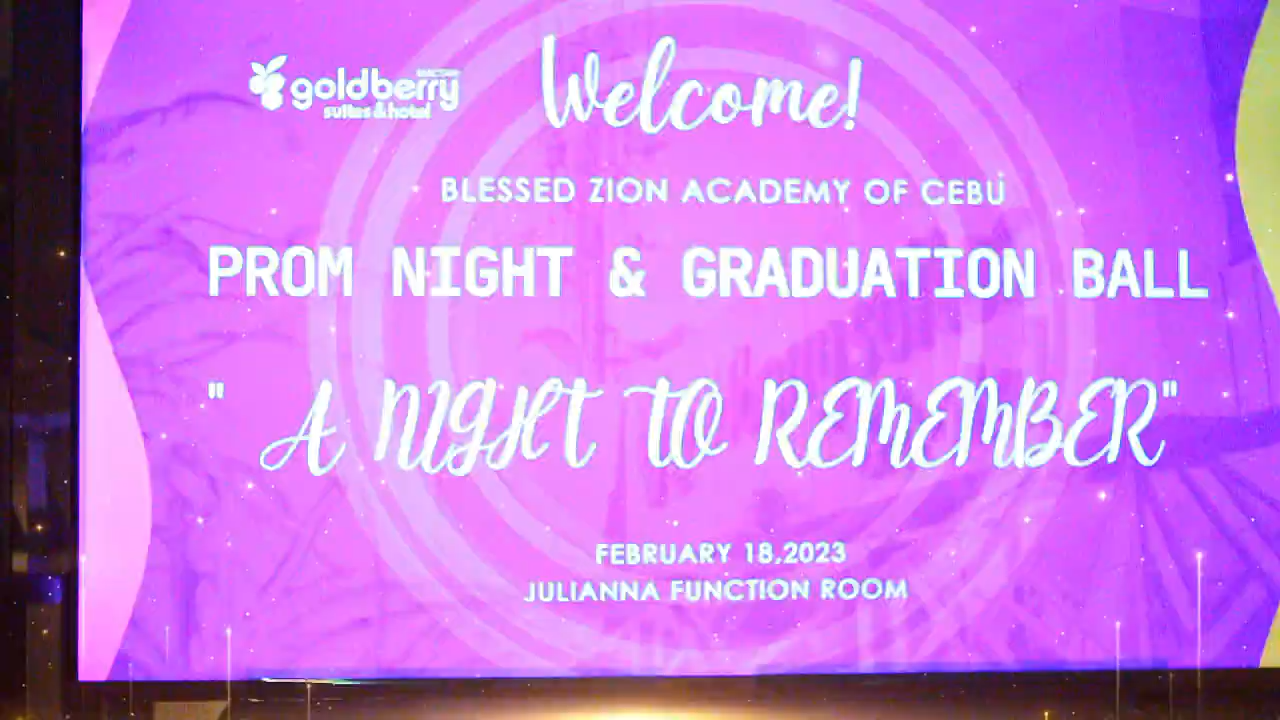 goldberry
suites & hotel
Welcome!
BLESSED ZION ACADEMY OF CEBU
PROM NIGHT & GRADUATION BALL
" A NIGHT TO REMEMBER"
FEBRUARY 18,2023
JULIANNA FUNCTION ROOM